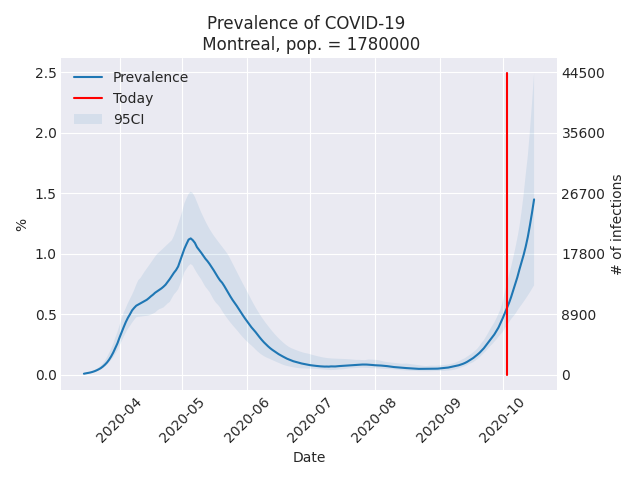 Prevalence of COVID-19
Montreal, pop. = 1780000
Prevalence
Today
95CI
2.5
2.0
1.5
1.0
0.5
0.0
%
44500
35600
26700
17800
8900
0
# of infections
2020-04
2020-05
2020-06
2020-07
2020-08
2020-09
2020-10
Date